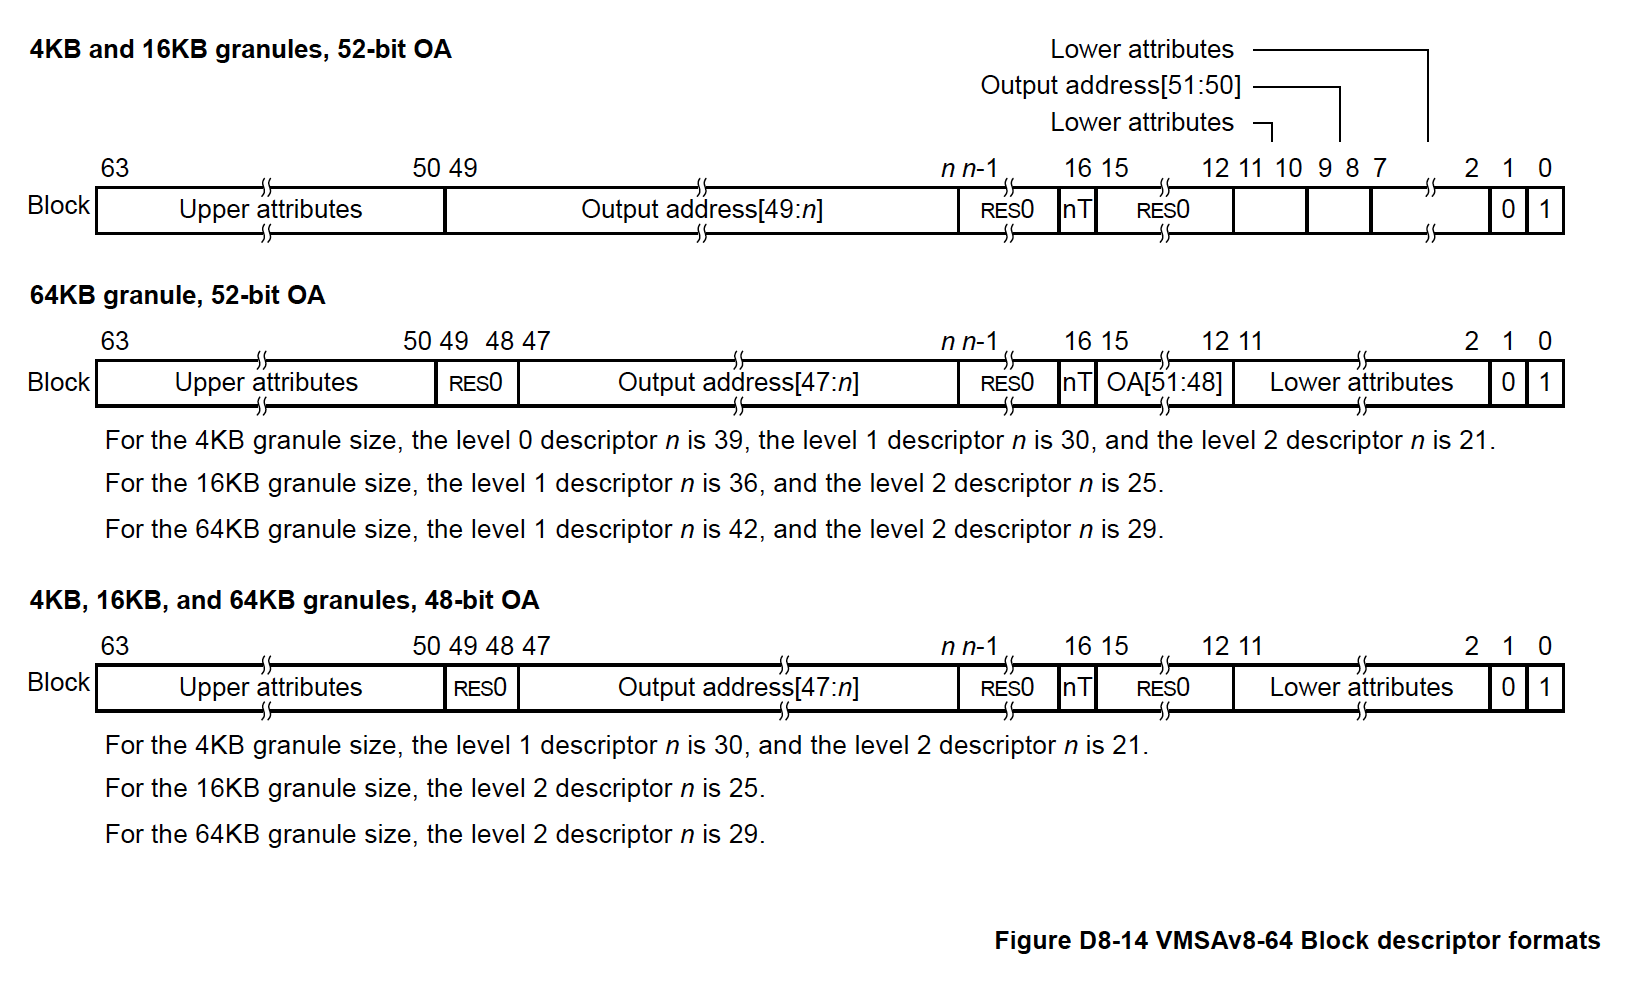 4KB and 16KB granules, 52-bit OA
Lower attributes
Output address[51:50]
Lower attributes
63 50 49 n n-1 16 15 12 11 10 9 8 7 2 1 0
Block Upper attributes Output address[49:n] RES0 nT RES0 0 1
64KB granule, 52-bit OA
63 50 49 48 47 n n-1 16 15 12 11 2 1 0
Block Upper attributes RES0 Output address[47:n] RES0 nT OA[51:48] Lower attributes 0 1
For the 4KB granule size, the level 0 descriptor n is 39, the level 1 descriptor n is 30, and the level 2 descriptor n is 21.
For the 16KB granule size, the level 1 descriptor n is 36, and the level 2 descriptor n is 25.
For the 64KB granule size, the level 1 descriptor n is 42, and the level 2 descriptor n is 29.
4KB, 16KB, and 64KB granules, 48-bit OA
63 50 49 48 47 n n-1 16 15 12 11 2 1 0
Block Upper attributes RES0 Output address[47:n] RES0 nT RES0 Lower attributes 0 1
For the 4KB granule size, the level 1 descriptor n is 30, and the level 2 descriptor n is 21.
For the 16KB granule size, the level 2 descriptor n is 25.
For the 64KB granule size, the level 2 descriptor n is 29.
Figure D8-14 VMSAv8-64 Block descriptor formats